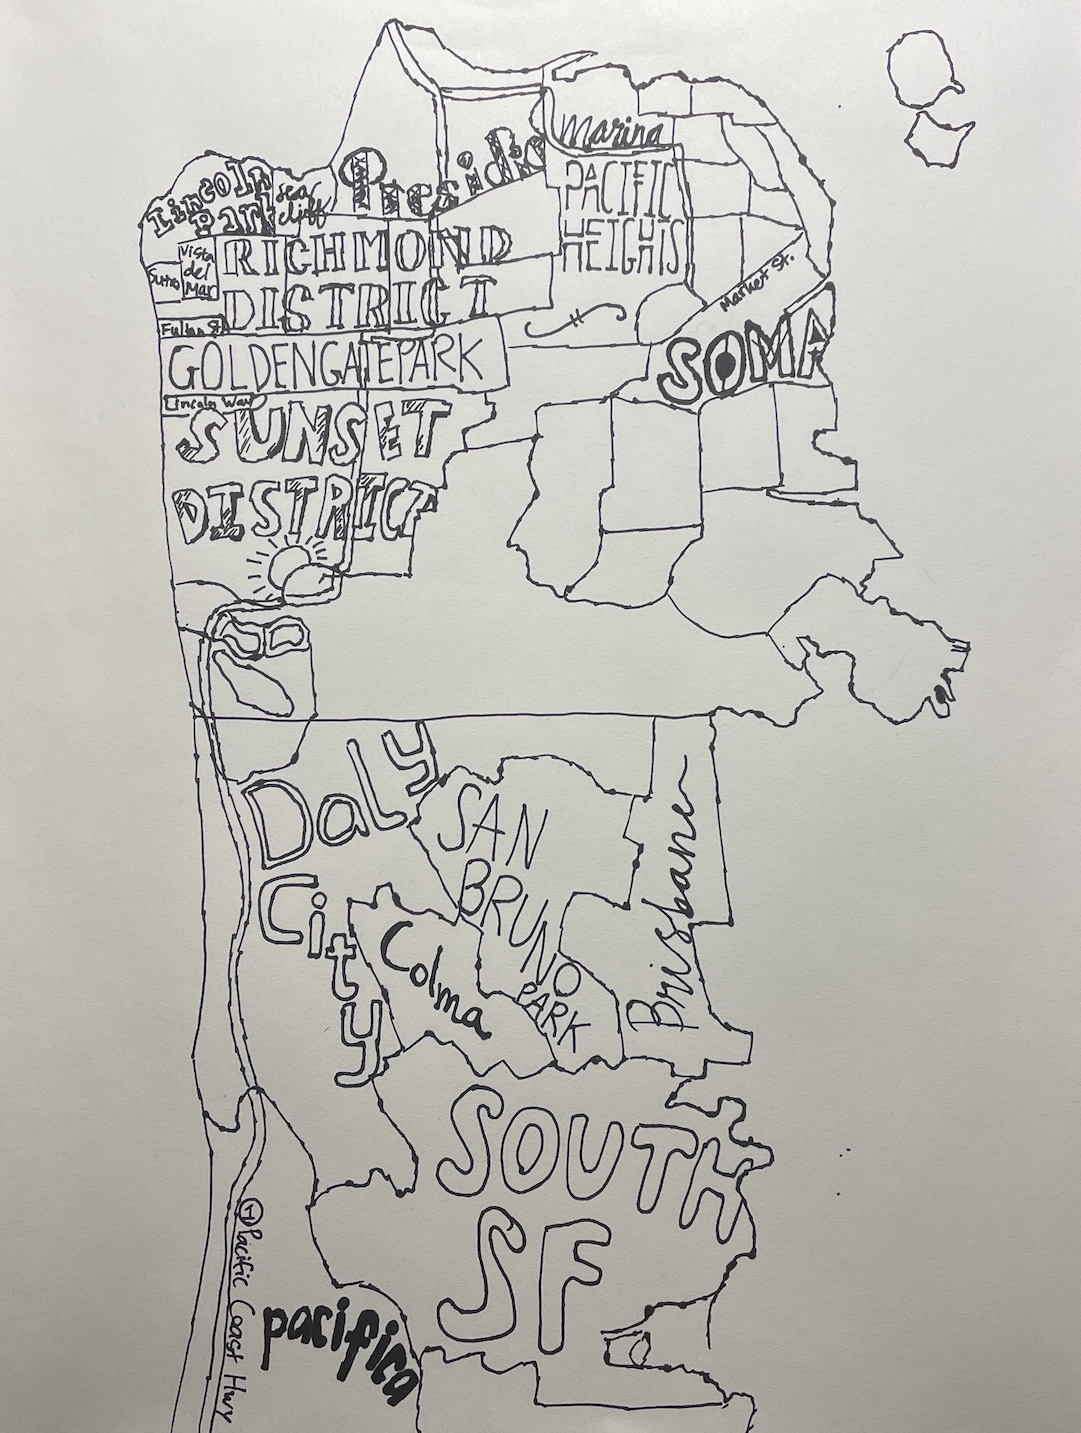 Marina
Presidio
Lincoln
Park
Sea
Cliff
PACIFIC
HEIGHTS
RICHMOND
DISTRICT
Vista
del
Mar
Sutro
Market St.
Fulton St
SOMA
GOLDENGATEPARK
Lincoln Way
SUNSET
DISTRICT
Daly
City
SAN
BRUNO
PARK
Brisbane
Colma
SOUTH
SF
1 Pacific Coast Hwy
pacifica